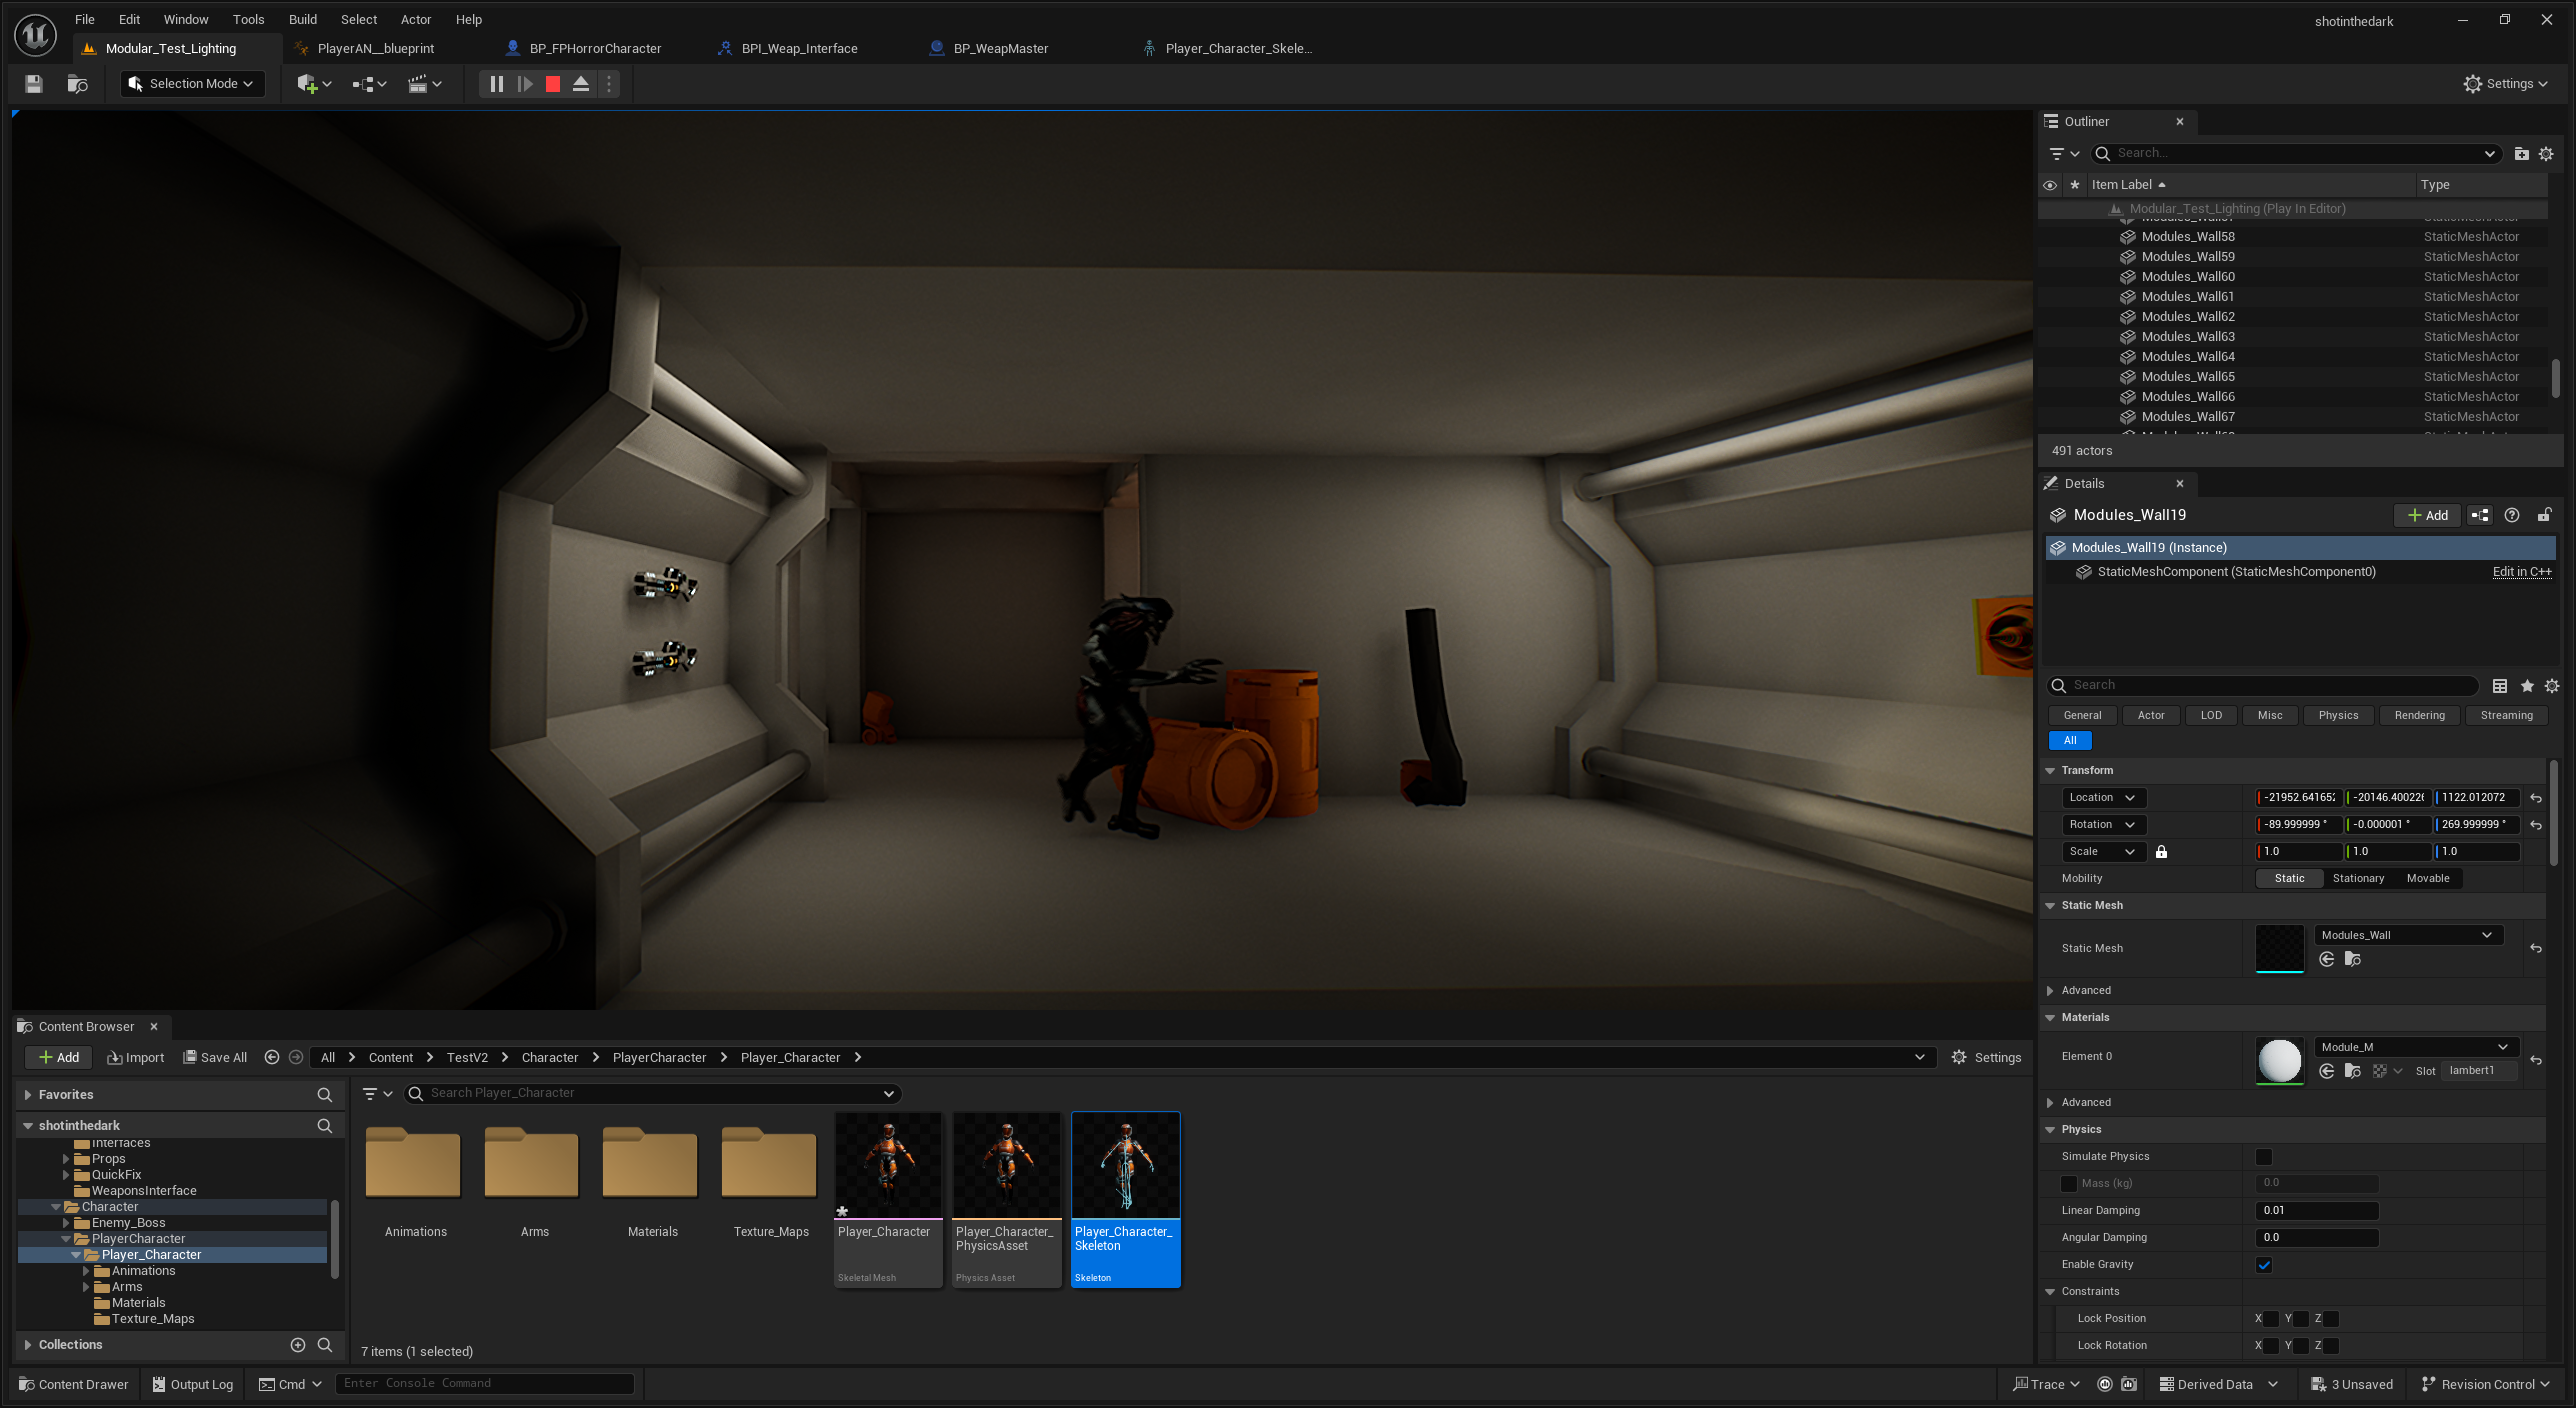 File Edit Window Tools Build Select Actor Help
shotinthedark
Modular_Test_Lighting
PlayerAN__blueprint
BP_FPHorrorCharacter
BPI_Weap_Interface
BP_WeapMaster
Player_Character_Skele...
Selection Mode
Settings
Outliner
Search...
Item Label
Type
Modular_Test_Lighting (Play In Editor)
Modules_Wall58 StaticMeshActor
Modules_Wall59 StaticMeshActor
Modules_Wall60 StaticMeshActor
Modules_Wall61 StaticMeshActor
Modules_Wall62 StaticMeshActor
Modules_Wall63 StaticMeshActor
Modules_Wall64 StaticMeshActor
Modules_Wall65 StaticMeshActor
Modules_Wall66 StaticMeshActor
Modules_Wall67 StaticMeshActor
491 actors
Details
Modules_Wall19
Add
Modules_Wall19 (Instance)
StaticMeshComponent (StaticMeshComponent0)
Edit in C++
Search
General Actor LOD Misc Physics Rendering Streaming
All
Transform
Location -21952.641652 -20146.400226 1122.012072
Rotation -89.999999 ° -0.000001 ° 269.999999 °
Scale 1.0 1.0 1.0
Mobility Static Stationary Movable
Static Mesh
Static Mesh Modules_Wall
Advanced
Materials
Element 0 Module_M
Slot lambert1
Advanced
Physics
Simulate Physics
Mass (kg) 0.0
Linear Damping 0.01
Angular Damping 0.0
Enable Gravity
Constraints
Lock Position X Y Z
Lock Rotation X Y Z
Content Browser
Add Import Save All
All > Content > TestV2 > Character > PlayerCharacter > Player_Character >
Settings
Favorites
Search Player_Character
shotinthedark
Interfaces
Props
QuickFix
WeaponsInterface
Character
Enemy_Boss
PlayerCharacter
Player_Character
Animations
Arms
Materials
Texture_Maps
Collections
Animations
Arms
Materials
Texture_Maps
Player_Character
Skeletal Mesh
Player_Character_
PhysicsAsset
Physics Asset
Player_Character_
Skeleton
Skeleton
7 items (1 selected)
Content Drawer Output Log Cmd Enter Console Command
Trace Derived Data 3 Unsaved Revision Control